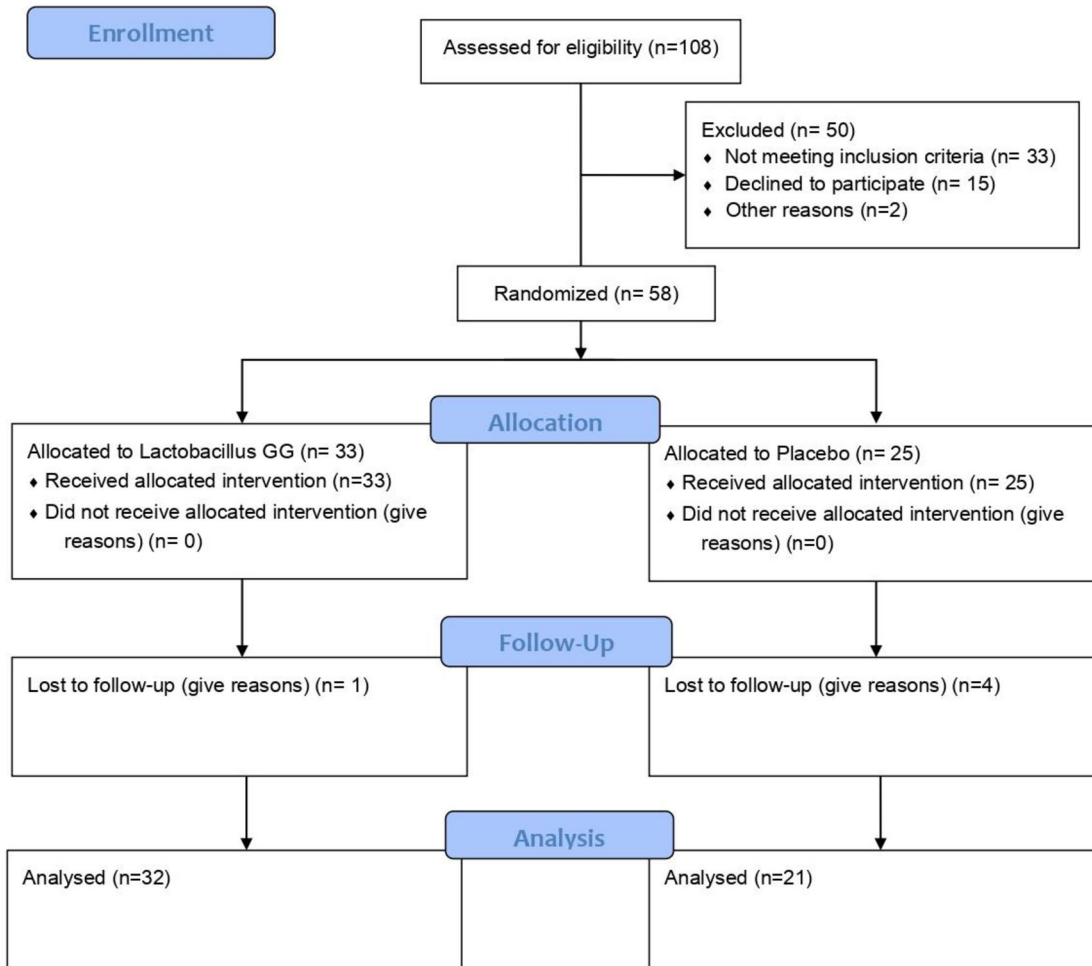 Enrollment
Assessed for eligibility (n=108)
Excluded (n= 50)
♦ Not meeting inclusion criteria (n= 33)
♦ Declined to participate (n= 15)
♦ Other reasons (n=2)
Randomized (n= 58)
Allocation
Allocated to Lactobacillus GG (n= 33)
♦ Received allocated intervention (n=33)
♦ Did not receive allocated intervention (give
reasons) (n= 0)
Allocated to Placebo (n= 25)
♦ Received allocated intervention (n= 25)
♦ Did not receive allocated intervention (give
reasons) (n=0)
Follow-Up
Lost to follow-up (give reasons) (n= 1)
Lost to follow-up (give reasons) (n=4)
Analysis
Analysed (n=32)
Analysed (n=21)